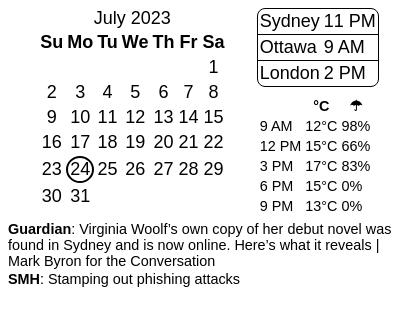 July 2023
Su Mo Tu We Th Fr Sa
1
2 3 4 5 6 7 8
9 10 11 12 13 14 15
16 17 18 19 20 21 22
23 24 25 26 27 28 29
30 31
Sydney 11 PM
Ottawa 9 AM
London 2 PM
°C ☂
9 AM 12°C 98%
12 PM 15°C 66%
3 PM 17°C 83%
6 PM 15°C 0%
9 PM 13°C 0%
Guardian: Virginia Woolf’s own copy of her debut novel was
found in Sydney and is now online. Here’s what it reveals |
Mark Byron for the Conversation
SMH: Stamping out phishing attacks